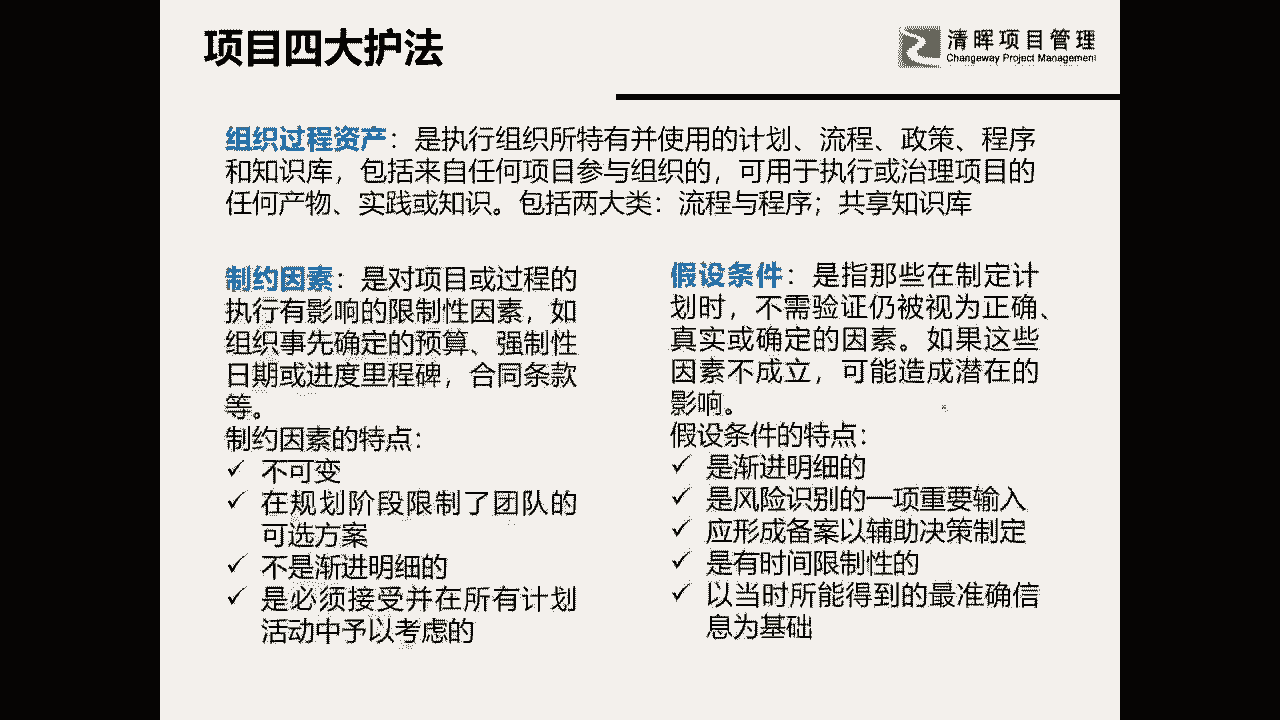 项目四大护法
清晖项目管理
Changeway Project Management
组织过程资产：是执行组织所特有并使用的计划、流程、政策、程序
和知识库，包括来自任何项目参与组织的，可用于执行或治理项目的
任何产物、实践或知识。包括两大类：流程与程序；共享知识库
制约因素：是对项目或过程的
执行有影响的限制性因素，如
组织事先确定的预算、强制性
日期或进度里程碑，合同条款
等。
制约因素的特点：
✓ 不可变
✓ 在规划阶段限制了团队的
可选方案
✓ 不是渐进明细的
✓ 是必须接受并在所有计划
活动中予以考虑的
假设条件：是指那些在制定计
划时，不需验证仍被视为正确、
真实或确定的因素。如果这些
因素不成立，可能造成潜在的
影响。
假设条件的特点：
✓ 是渐进明细的
✓ 是风险识别的一项重要输入
✓ 应形成备案以辅助决策制定
✓ 是有时间限制性的
✓ 以当时所能得到的最准确信
息为基础